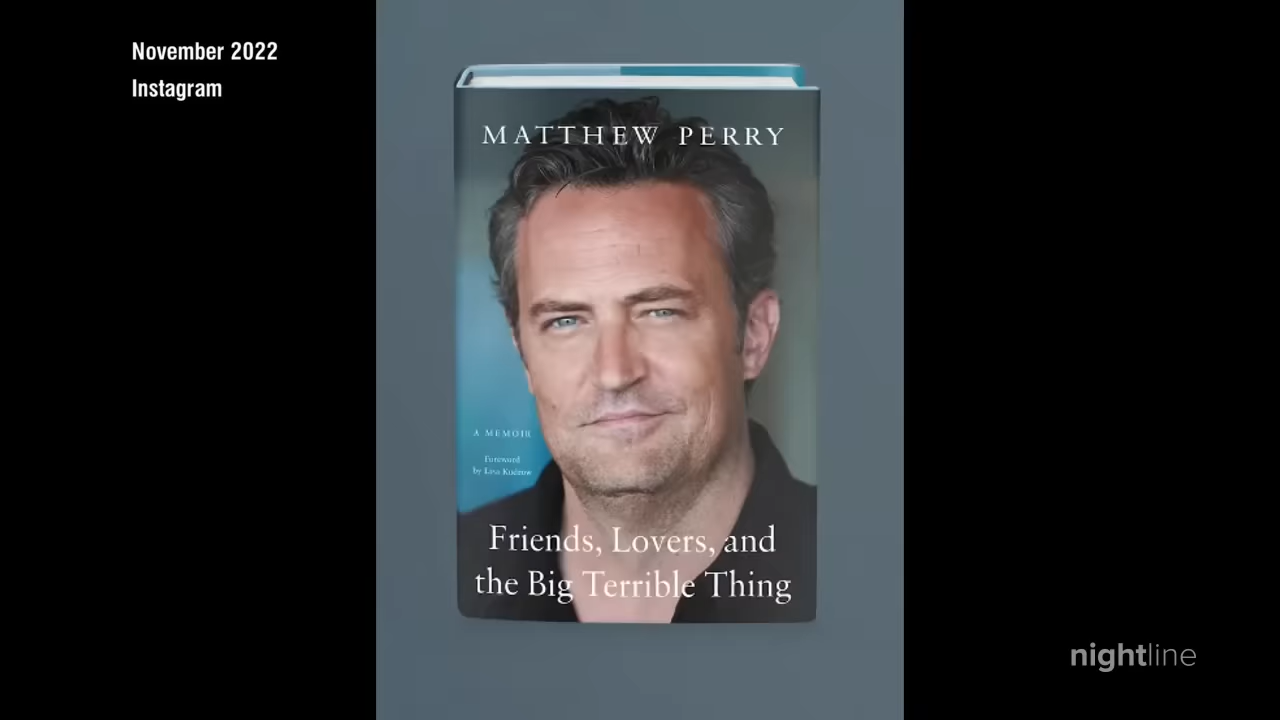 November 2022
Instagram
MATTHEW PERRY
A MEMOIR
Foreword
by Lisa Kudrow
Friends, Lovers, and
the Big Terrible Thing
nightline